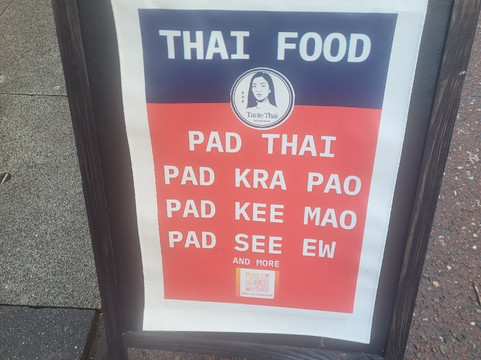 THAI FOOD
Taste Thai
PAD THAI
PAD KRA PAO
PAD KEE MAO
PAD SEE EW
AND MORE